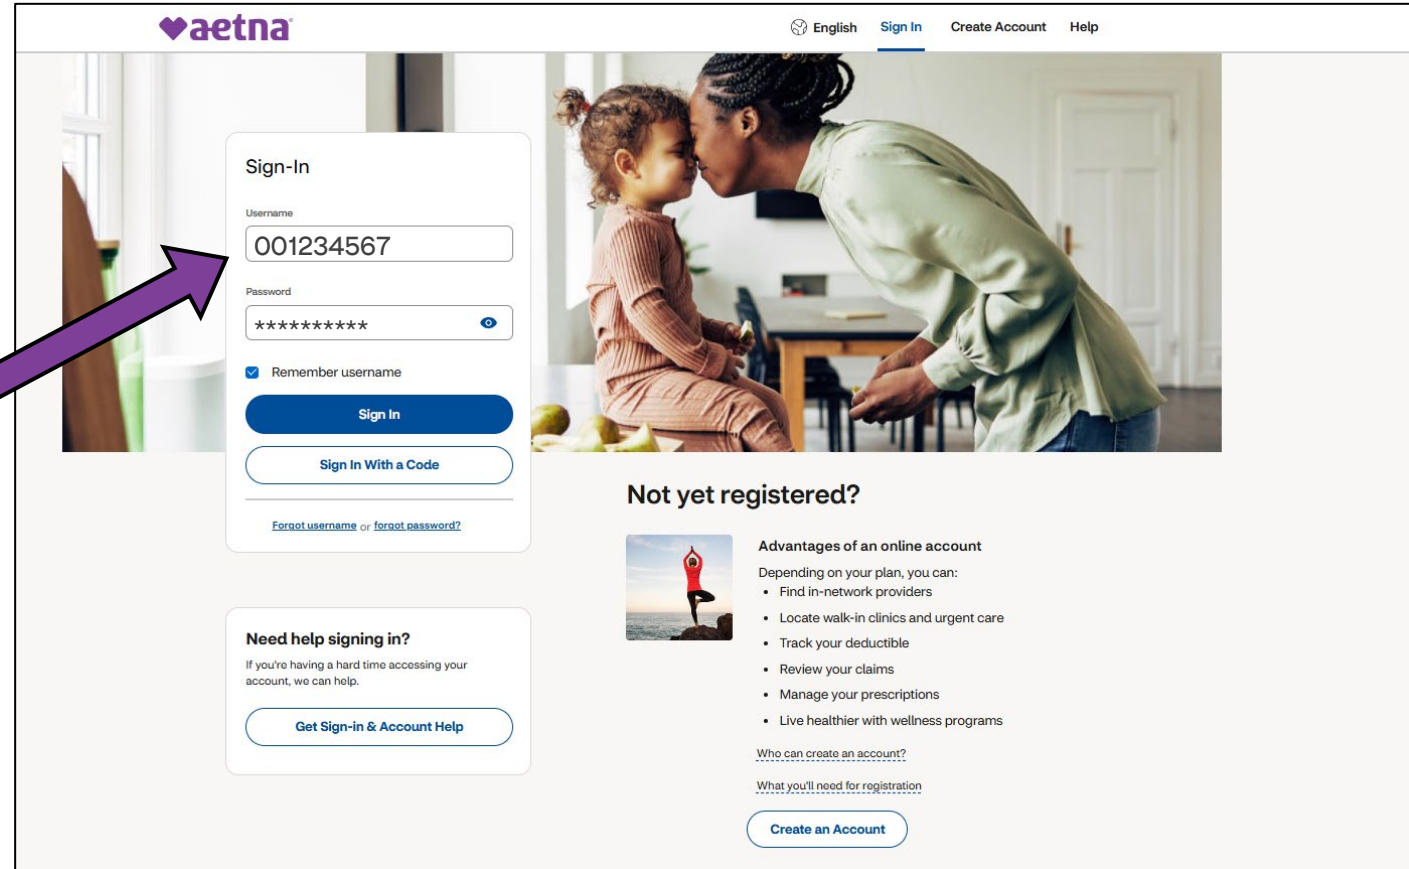 aetna
English Sign In Create Account Help
Sign-In
Username
001234567
Password
**********
Remember username
Sign In
Sign In With a Code
Forgot username or forgot password?
Need help signing in?
If you're having a hard time accessing your
account, we can help.
Get Sign-in & Account Help
Not yet registered?
Advantages of an online account
Depending on your plan, you can:
• Find in-network providers
• Locate walk-in clinics and urgent care
• Track your deductible
• Review your claims
• Manage your prescriptions
• Live healthier with wellness programs
Who can create an account?
What you'll need for registration
Create an Account